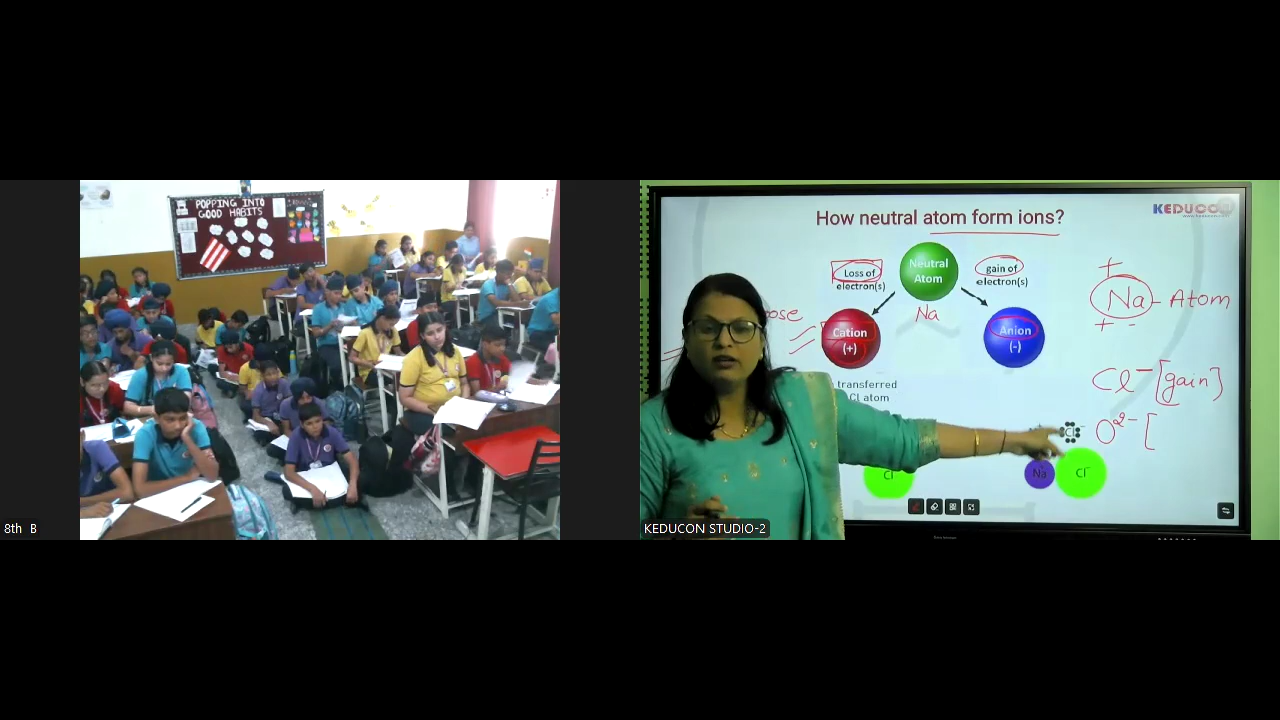 POPPING INTO
GOOD HABITS
8th B
How neutral atom form ions?
KEDUCON
Loss of
electron(s)
Neutral
Atom
gain of
electron(s)
Na
Cation
(+)
Anion
(-)
+
Na - Atom
+ -
transferred
Cl atom
Cl⁻ [gain]
O²⁻ [
Cl
Na
Cl⁻
Cl
KEDUCON STUDIO-2